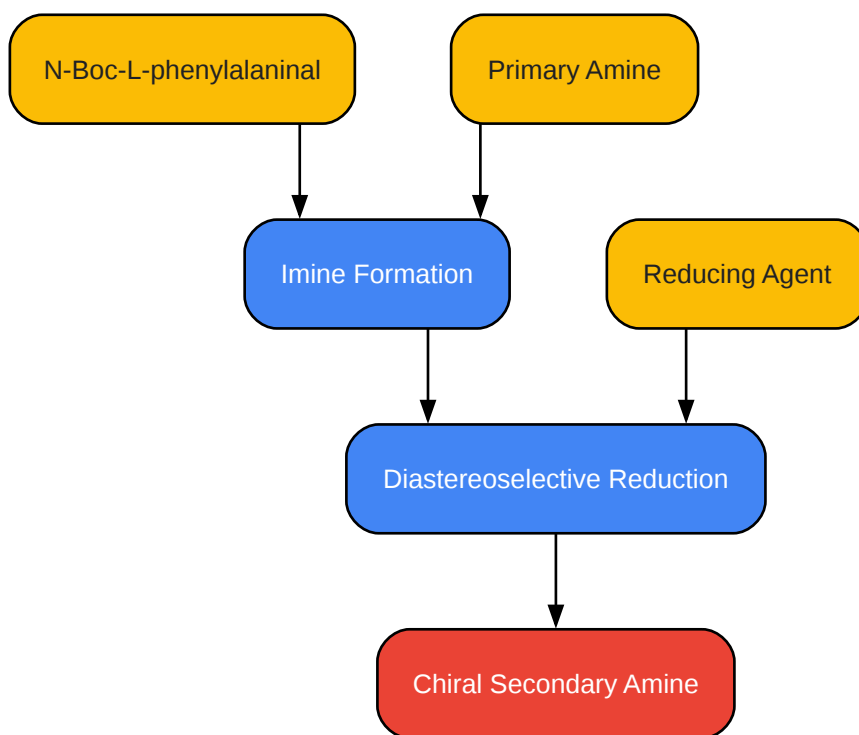 N-Boc-L-phenylalaninal
Primary Amine
Imine Formation
Reducing Agent
Diastereoselective Reduction
Chiral Secondary Amine